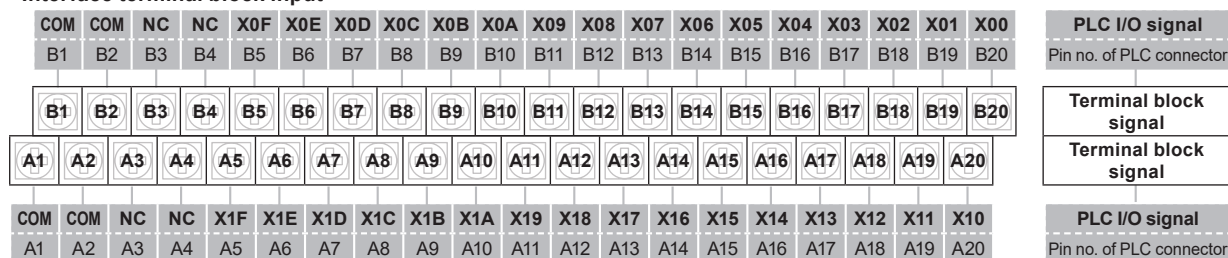 COM COM NC NC X0F X0E X0D X0C X0B X0A X09 X08 X07 X06 X05 X04 X03 X02 X01 X00 PLC I/O signal
B1 B2 B3 B4 B5 B6 B7 B8 B9 B10 B11 B12 B13 B14 B15 B16 B17 B18 B19 B20 Pin no. of PLC connector
B1 B2 B3 B4 B5 B6 B7 B8 B9 B10 B11 B12 B13 B14 B15 B16 B17 B18 B19 B20 Terminal block
signal
A1 A2 A3 A4 A5 A6 A7 A8 A9 A10 A11 A12 A13 A14 A15 A16 A17 A18 A19 A20 Terminal block
signal
COM COM NC NC X1F X1E X1D X1C X1B X1A X19 X18 X17 X16 X15 X14 X13 X12 X11 X10 PLC I/O signal
A1 A2 A3 A4 A5 A6 A7 A8 A9 A10 A11 A12 A13 A14 A15 A16 A17 A18 A19 A20 Pin no. of PLC connector